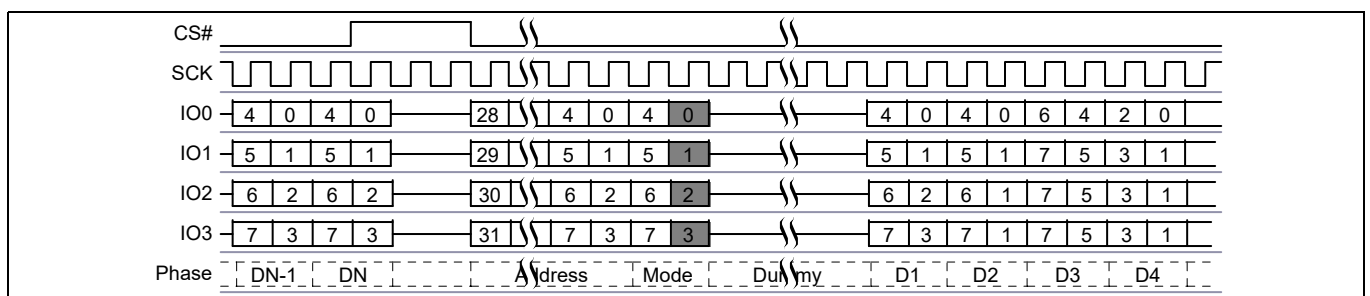 CS#
SCK
IO0 4 0 4 0 28 4 0 4 0 4 0 4 0 6 4 2 0
IO1 5 1 5 1 29 5 1 5 1 5 1 5 1 7 5 3 1
IO2 6 2 6 2 30 6 2 6 2 6 2 6 1 7 5 3 1
IO3 7 3 7 3 31 7 3 7 3 7 3 7 1 7 5 3 1
Phase DN-1 DN Address Mode Dummy D1 D2 D3 D4